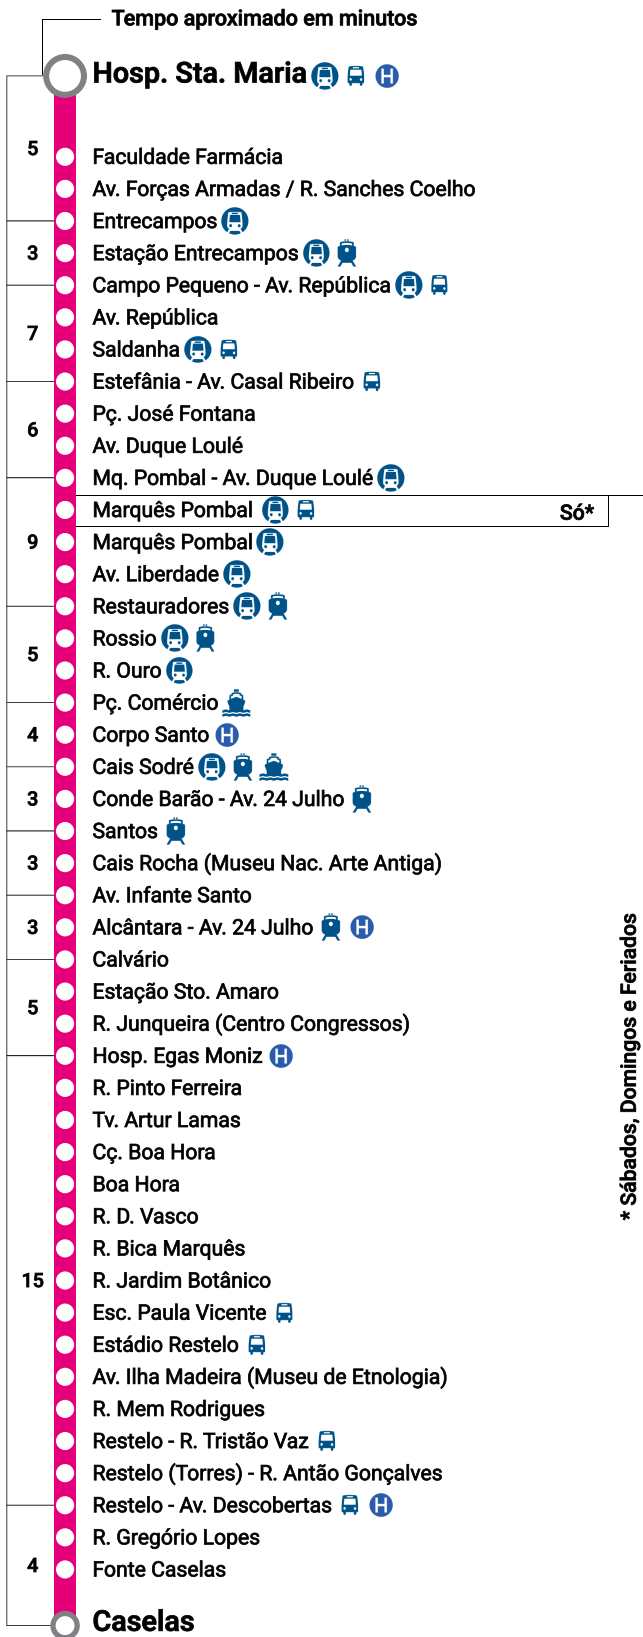 Tempo aproximado em minutos
Hosp. Sta. Maria H
5
Faculdade Farmácia
Av. Forças Armadas / R. Sanches Coelho
Entrecampos
3 Estação Entrecampos
Campo Pequeno - Av. República
Av. República
7
Saldanha
Estefânia - Av. Casal Ribeiro
Pç. José Fontana
6
Av. Duque Loulé
Mq. Pombal - Av. Duque Loulé
Marquês Pombal Só*
9 Marquês Pombal
Av. Liberdade
Restauradores
Rossio
5
R. Ouro
Pç. Comércio
4 Corpo Santo H
Cais Sodré
3 Conde Barão - Av. 24 Julho
Santos
3 Cais Rocha (Museu Nac. Arte Antiga)
Av. Infante Santo
3 Alcântara - Av. 24 Julho H
Calvário
Estação Sto. Amaro
5
R. Junqueira (Centro Congressos)
Hosp. Egas Moniz H
R. Pinto Ferreira
Tv. Artur Lamas
Cç. Boa Hora
Boa Hora
R. D. Vasco
R. Bica Marquês
15 R. Jardim Botânico
Esc. Paula Vicente
Estádio Restelo
Av. Ilha Madeira (Museu de Etnologia)
R. Mem Rodrigues
Restelo - R. Tristão Vaz
Restelo (Torres) - R. Antão Gonçalves
Restelo - Av. Descobertas H
R. Gregório Lopes
4 Fonte Caselas
Caselas
* Sábados, Domingos e Feriados